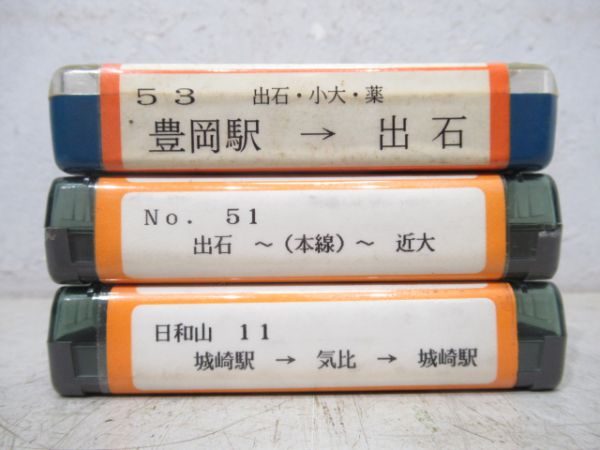 ５３　出石・小大・薬
豊岡駅 → 出石
Ｎｏ．５１
出石 ～（本線）～ 近大
日和山 １１
城崎駅 → 気比 → 城崎駅